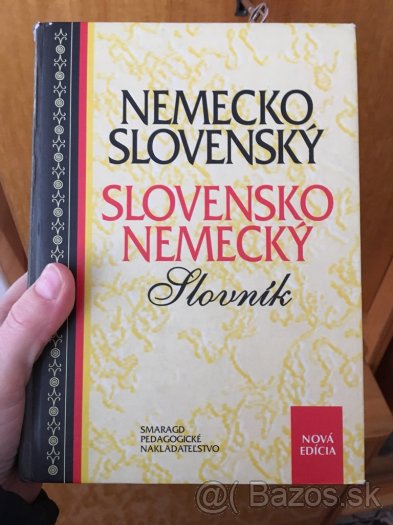 NEMECKO
SLOVENSKÝ
SLOVENSKO
NEMECKÝ
Slovník
SMARAGD
PEDAGOGICKÉ
NAKLADATEĽSTVO
NOVÁ
EDÍCIA
@ Bazos.sk